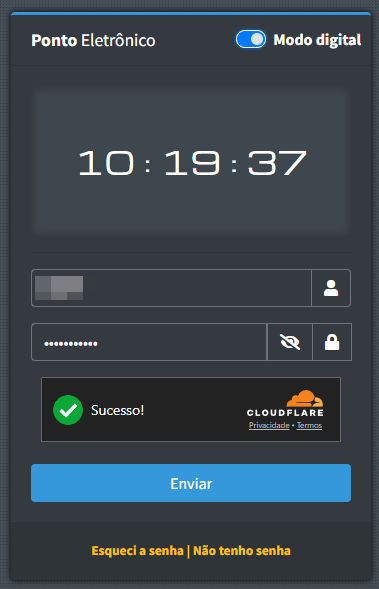 Ponto Eletrônico
Modo digital
10 : 19 : 37
•••••••••••
Sucesso!
CLOUDFLARE
Privacidade • Termos
Enviar
Esqueci a senha | Não tenho senha